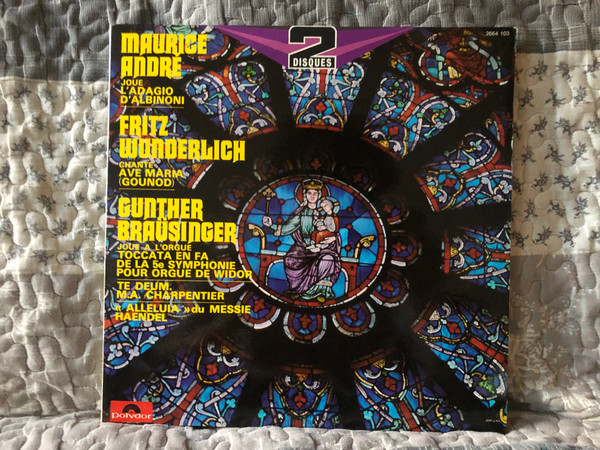 MAURICE
ANDRÉ
JOUE
L'ADAGIO
D'ALBINONI
FRITZ
WUNDERLICH
CHANTE
AVE MARIA
(GOUNOD)
GUNTHER
BRAÜSINGER
JOUE A L'ORGUE
TOCCATA EN FA
DE LA 5e SYMPHONIE
POUR ORGUE DE WIDOR
TE DEUM.
M.A. CHARPENTIER
« ALLELUIA » du MESSIE
HAENDEL
2
DISQUES
2664 103
polydor